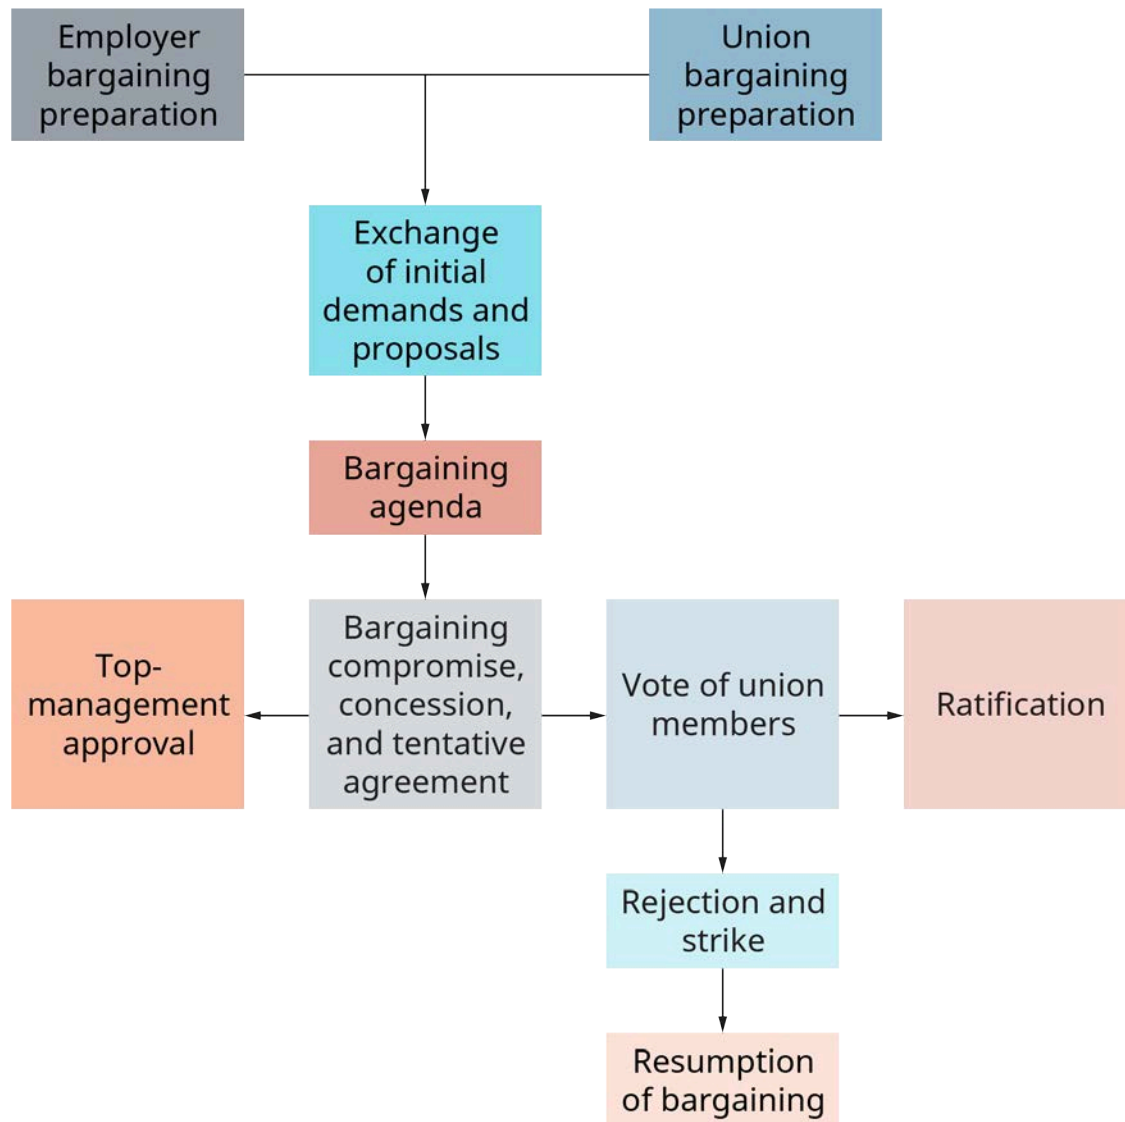 Employer
bargaining
preparation
Union
bargaining
preparation
Exchange
of initial
demands and
proposals
Bargaining
agenda
Top-
management
approval
Bargaining
compromise,
concession,
and tentative
agreement
Vote of union
members
Ratification
Rejection and
strike
Resumption
of bargaining